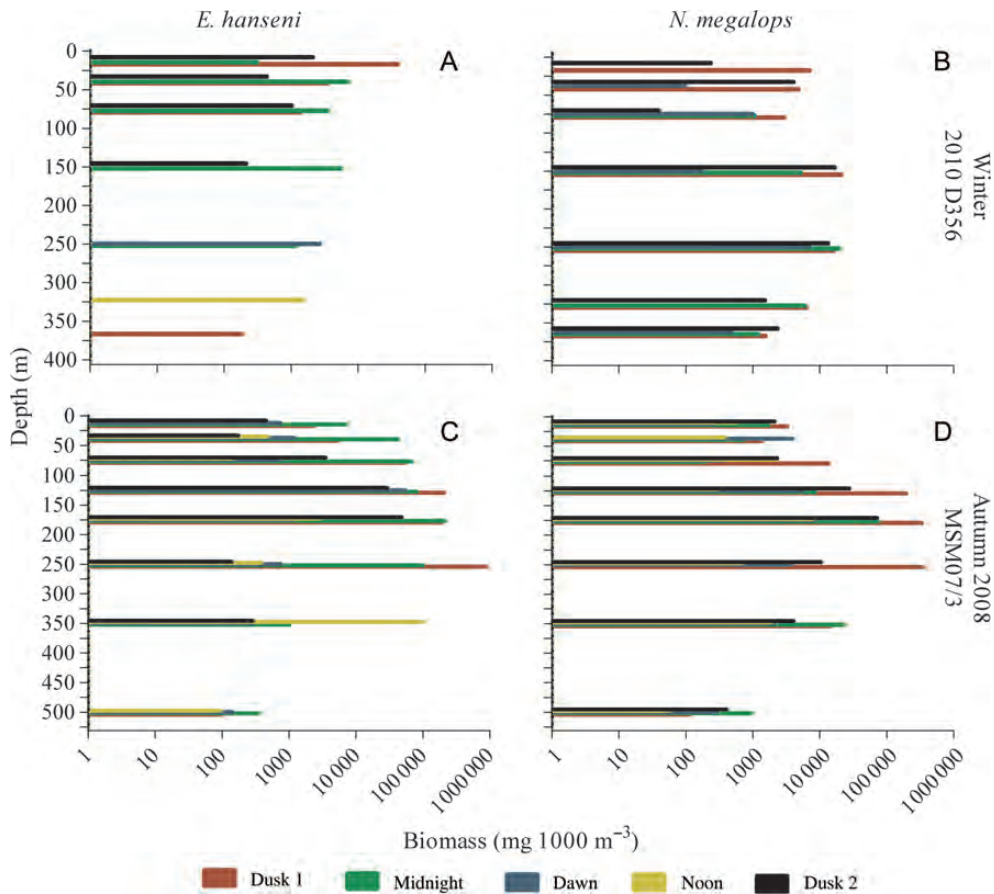 E. hanseni
N. megalops
0
50
100
150
200
250
300
350
400
A
B
Winter
2010 D356
Depth (m)
0
50
100
150
200
250
300
350
400
450
500
C
D
Autumn 2008
MSM07/3
1
10
100
1000
10 000
100 000
1000 000
1
10
100
1000
10 000
100 000
1000 000
Biomass (mg 1000 m⁻³)
Dusk 1
Midnight
Dawn
Noon
Dusk 2